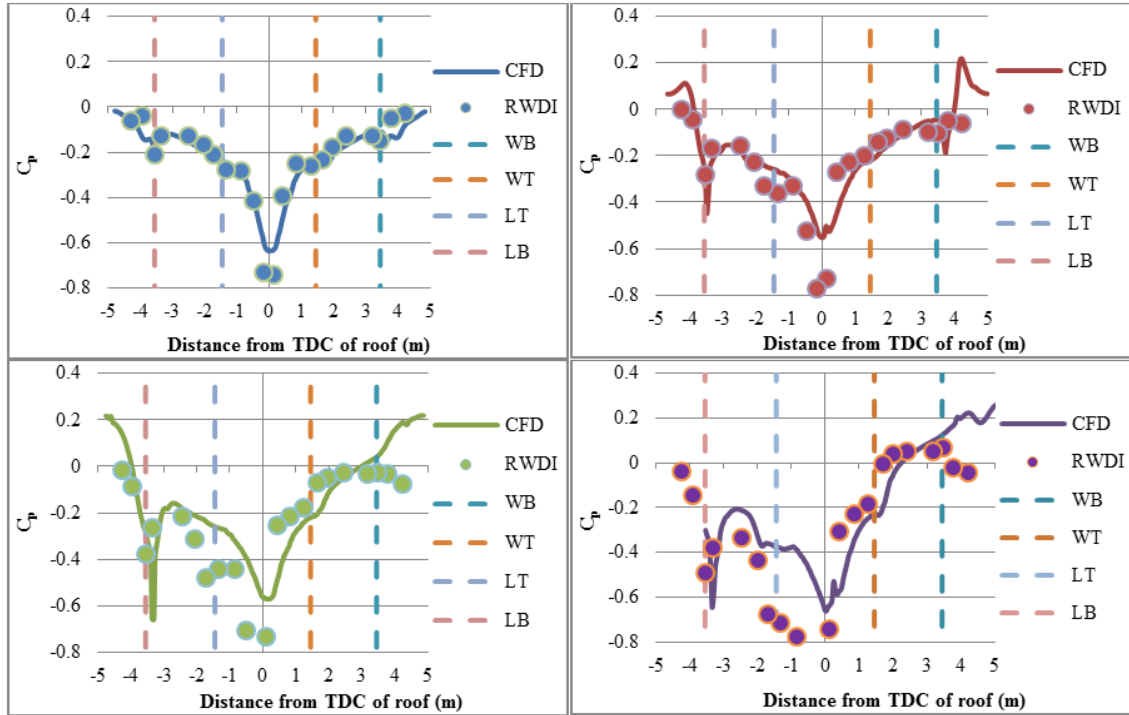 0.4
0.2
0
-0.2
-0.4
-0.6
-0.8
Cp
-5 -4 -3 -2 -1 0 1 2 3 4 5
Distance from TDC of roof (m)
CFD
RWDI
WB
WT
LT
LB
0.4
0.2
0
-0.2
-0.4
-0.6
-0.8
Cp
-5 -4 -3 -2 -1 0 1 2 3 4 5
Distance from TDC of roof (m)
CFD
RWDI
WB
WT
LT
LB
0.4
0.2
0
-0.2
-0.4
-0.6
-0.8
Cp
-5 -4 -3 -2 -1 0 1 2 3 4 5
Distance from TDC of roof (m)
CFD
RWDI
WB
WT
LT
LB
0.4
0.2
0
-0.2
-0.4
-0.6
-0.8
Cp
-5 -4 -3 -2 -1 0 1 2 3 4 5
Distance from TDC of roof (m)
CFD
RWDI
WB
WT
LT
LB